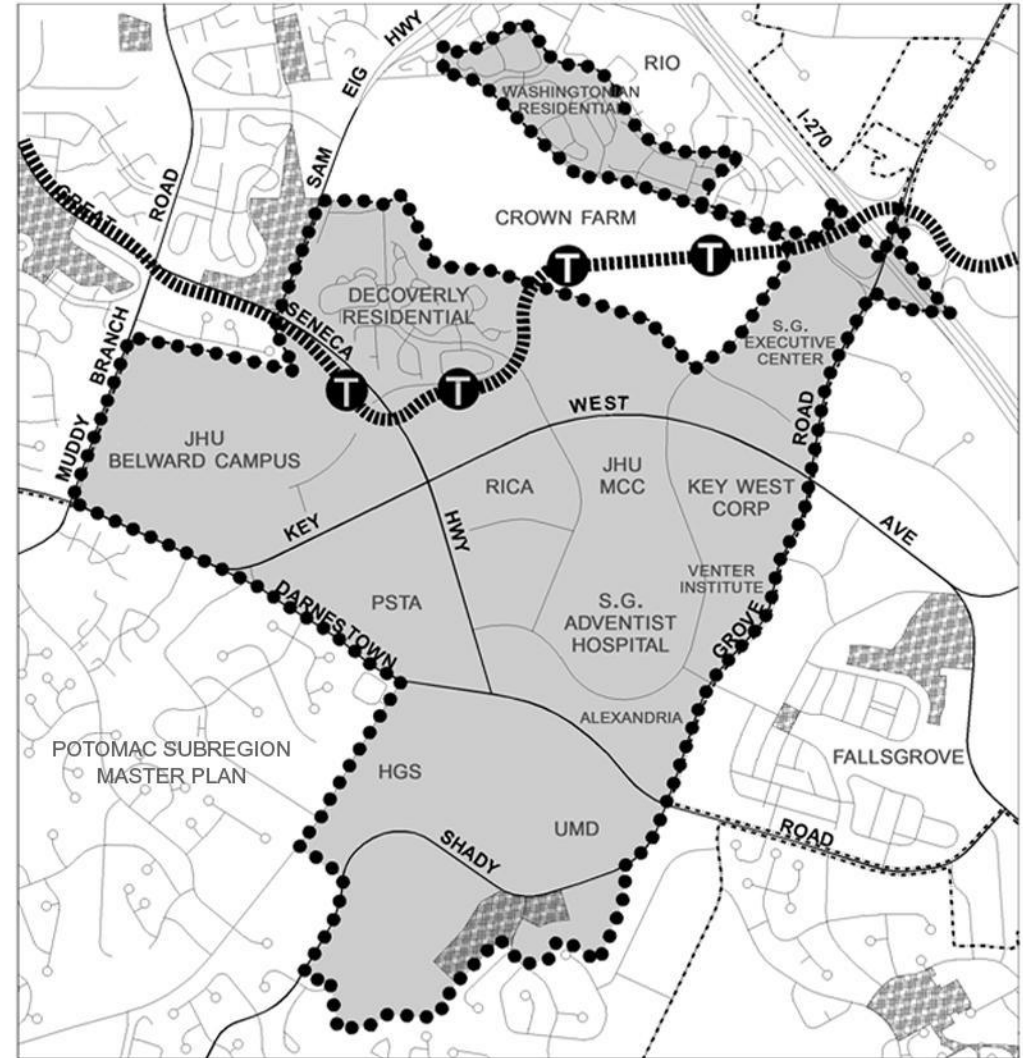 HWY
EIG
SAM
RIO
WASHINGTONIAN
RESIDENTIAL
I-270
ROAD
GREAT
CROWN FARM
T
T
DECOVERLY
RESIDENTIAL
SENECA
S.G.
EXECUTIVE
CENTER
BRANCH
MUDDY
T
T
WEST
ROAD
JHU
BELWARD CAMPUS
RICA
JHU
MCC
KEY WEST
CORP
KEY
HWY
AVE
VENTER
INSTITUTE
DARNESTOWN
PSTA
S.G.
ADVENTIST
HOSPITAL
GROVE
ALEXANDRIA
POTOMAC SUBREGION
MASTER PLAN
HGS
FALLSGROVE
UMD
SHADY
ROAD